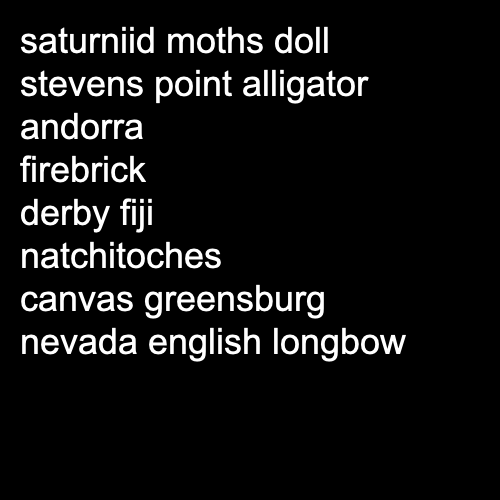 saturniid moths doll
stevens point alligator
andorra
firebrick
derby fiji
natchitoches
canvas greensburg
nevada english longbow